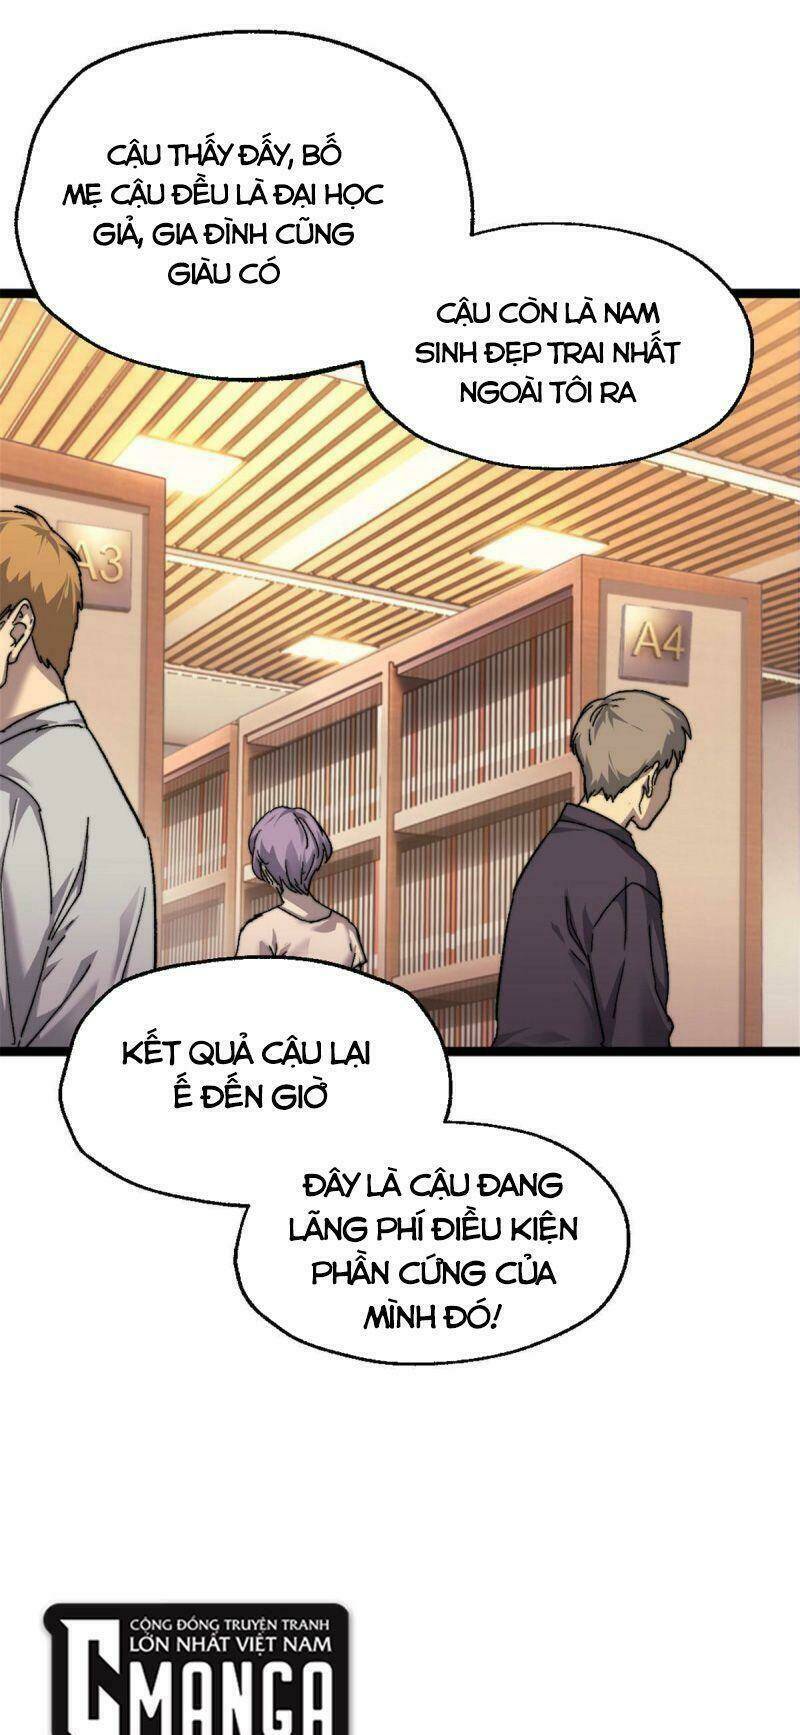 CẬU THẤY ĐẤY, BỐ
MẸ CẬU ĐỀU LÀ ĐẠI HỌC
GIẢ, GIA ĐÌNH CŨNG
GIÀU CÓ
CẬU CÒN LÀ NAM
SINH ĐẸP TRAI NHẤT
NGOÀI TÔI RA
A3
A4
KẾT QUẢ CẬU LẠI
Ế ĐẾN GIỜ
ĐÂY LÀ CẬU ĐANG
LÃNG PHÍ ĐIỀU KIỆN
PHẦN CỨNG CỦA
MÌNH ĐÓ!
CỘNG ĐỒNG TRUYỆN TRANH
LỚN NHẤT VIỆT NAM
CMANGA